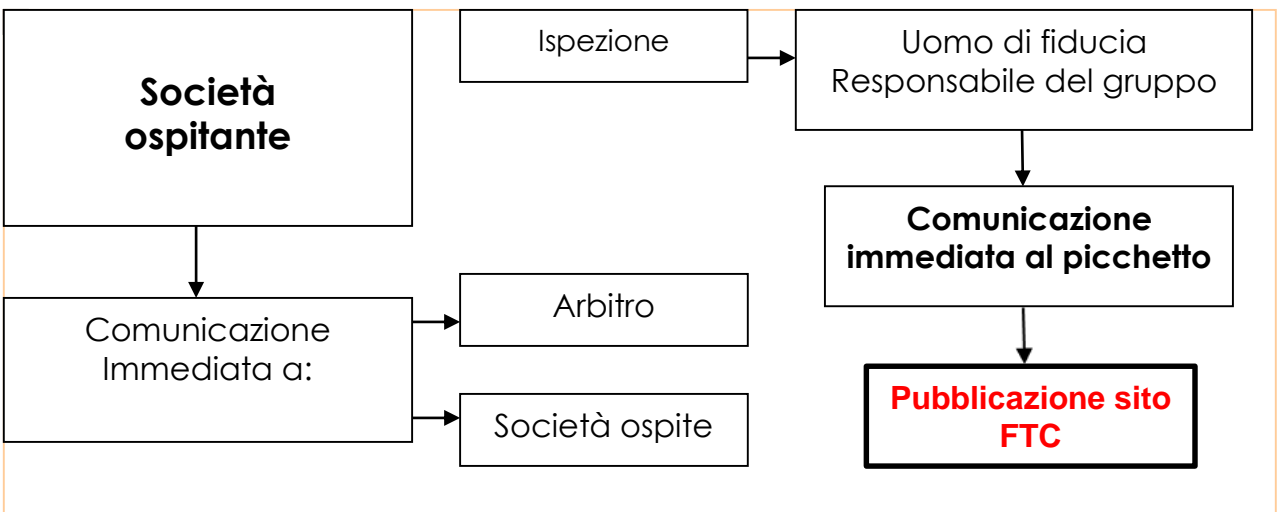 Società
ospitante
Ispezione
Uomo di fiducia
Responsabile del gruppo
Comunicazione
immediata al picchetto
Comunicazione
Immediata a:
Arbitro
Società ospite
Pubblicazione sito
FTC